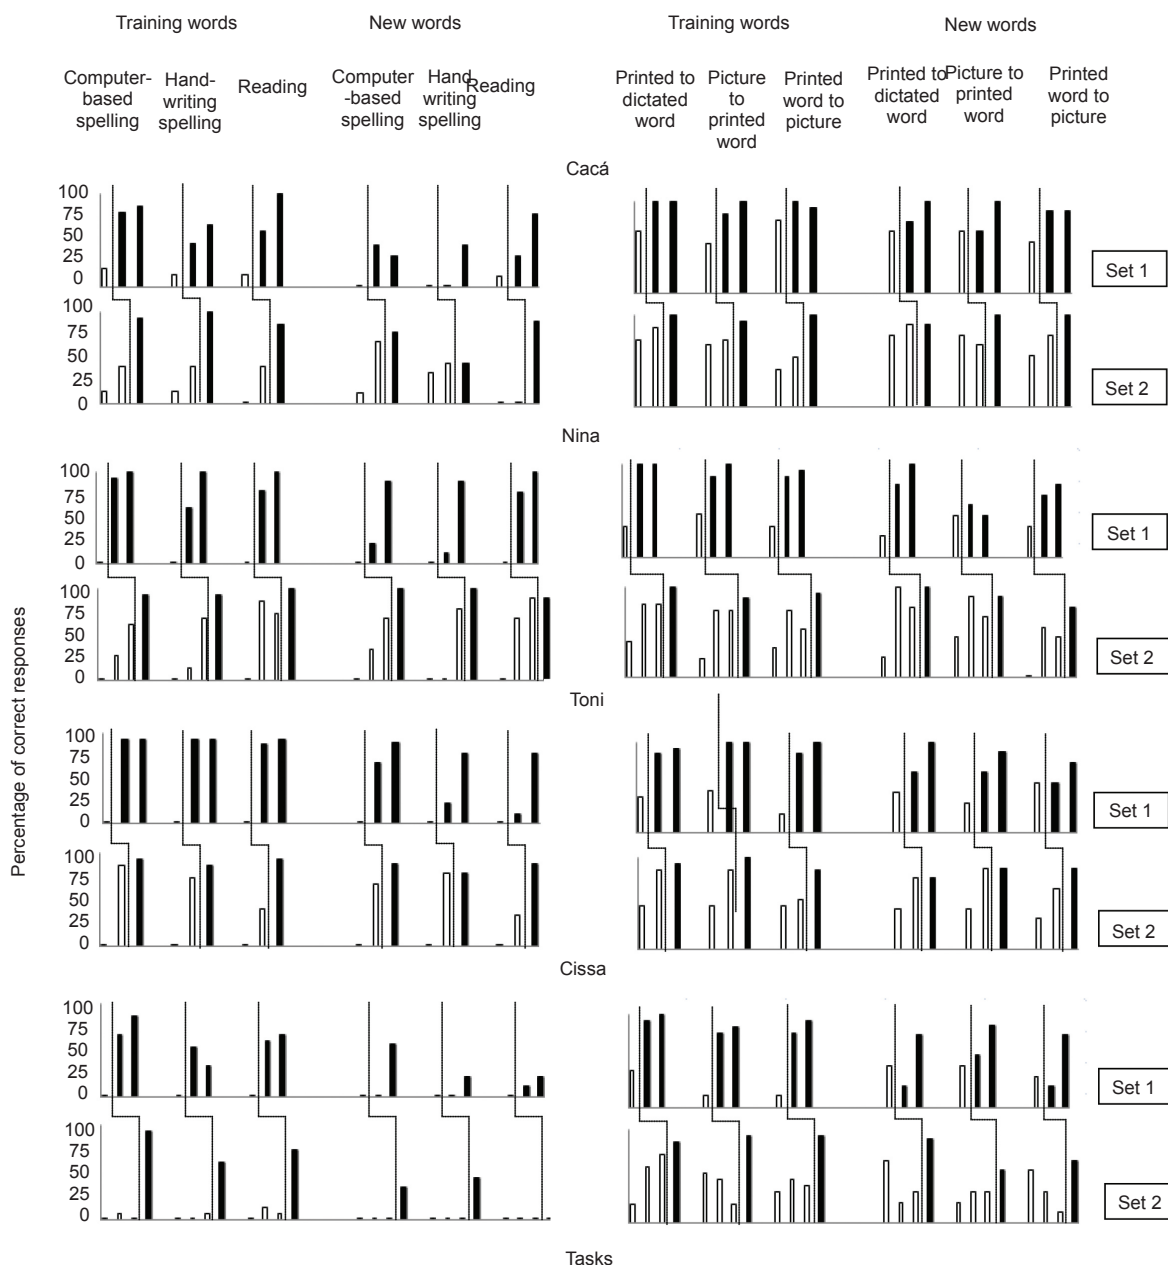 Training words New words Training words New words
Computer-based spelling Hand-writing spelling Reading Computer-based spelling Hand writing spelling Reading Printed to dictated word Picture to printed word Printed word to picture Printed to dictated word Picture to printed word Printed word to picture
Cacá
100
75
50
25
0
Set 1
100
75
50
25
0
Set 2
Nina
100
75
50
25
0
Set 1
100
75
50
25
0
Set 2
Percentage of correct responses
Toni
100
75
50
25
0
Set 1
100
75
50
25
0
Set 2
Cissa
100
75
50
25
0
Set 1
100
75
50
25
0
Set 2
Tasks